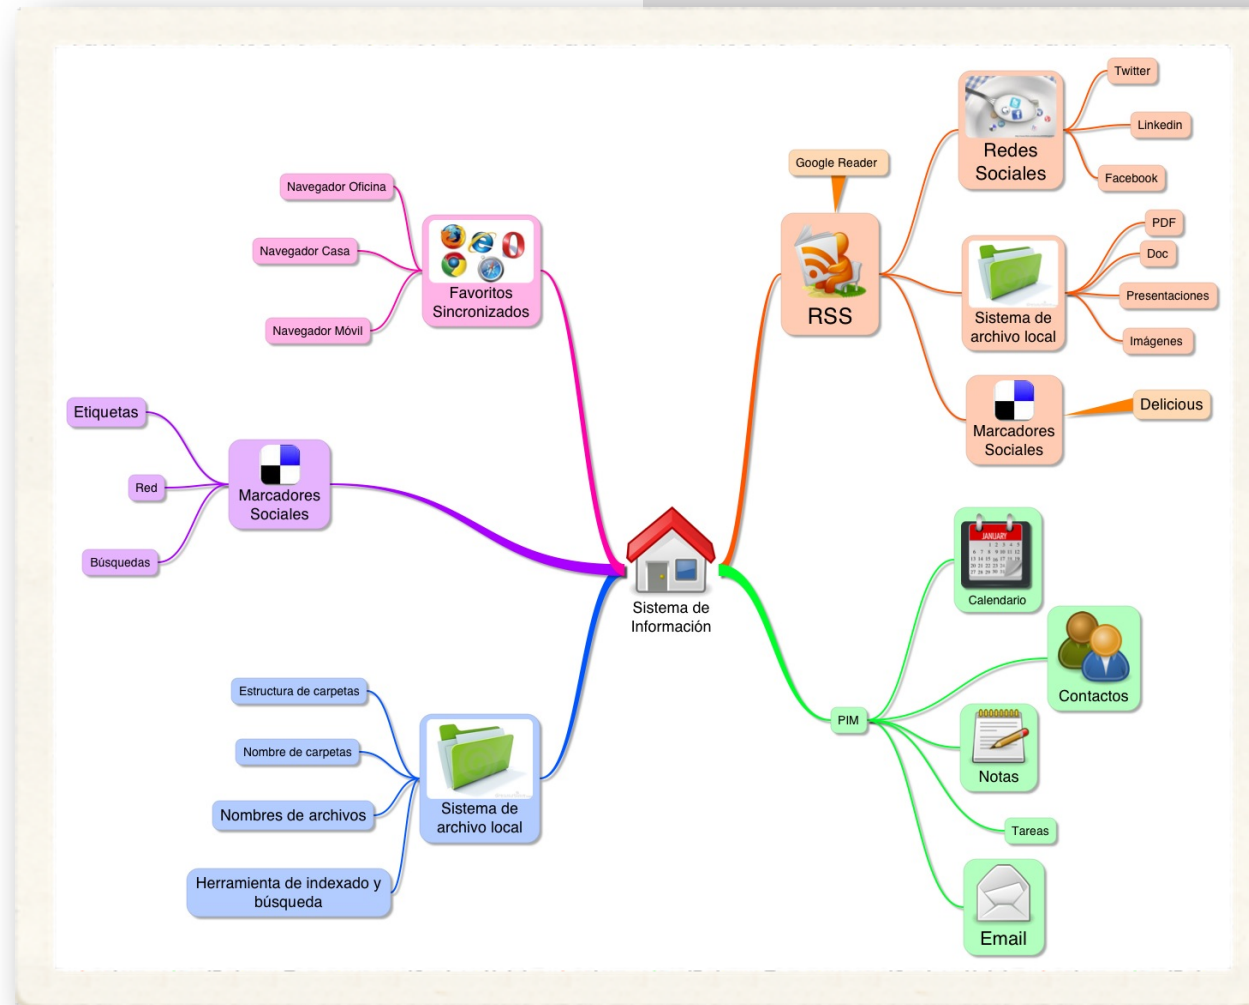 Twitter
Linkedin
Facebook
Redes
Sociales
Google Reader
RSS
PDF
Doc
Presentaciones
Imágenes
Sistema de
archivo local
Marcadores
Sociales
Delicious
Navegador Oficina
Navegador Casa
Navegador Móvil
Favoritos
Sincronizados
Etiquetas
Red
Búsquedas
Marcadores
Sociales
Sistema de
Información
Estructura de carpetas
Nombre de carpetas
Nombres de archivos
Herramienta de indexado y
búsqueda
Sistema de
archivo local
PIM
JANUARY
Calendario
Contactos
Notas
Tareas
Email